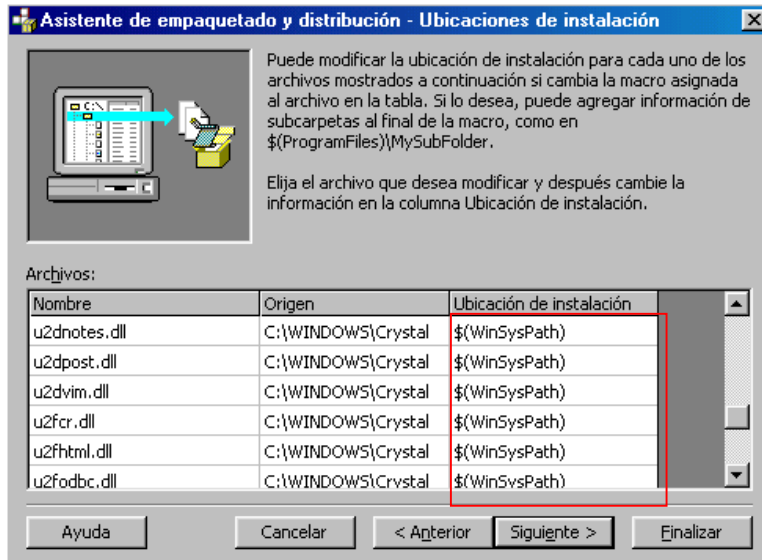 Asistente de empaquetado y distribución - Ubicaciones de instalación
Puede modificar la ubicación de instalación para cada uno de los
archivos mostrados a continuación si cambia la macro asignada
al archivo en la tabla. Si lo desea, puede agregar información de
subcarpetas al final de la macro, como en
$(ProgramFiles)\MySubFolder.
Elija el archivo que desea modificar y después cambie la
información en la columna Ubicación de instalación.
C:\
Archivos:
Nombre Origen Ubicación de instalación
u2dnotes.dll C:\WINDOWS\Crystal $(WinSysPath)
u2dpost.dll C:\WINDOWS\Crystal $(WinSysPath)
u2dvim.dll C:\WINDOWS\Crystal $(WinSysPath)
u2fcr.dll C:\WINDOWS\Crystal $(WinSysPath)
u2fhtml.dll C:\WINDOWS\Crystal $(WinSysPath)
u2fodbc.dll C:\WINDOWS\Crystal $(WinSysPath)
Ayuda Cancelar < Anterior Siguiente > Finalizar